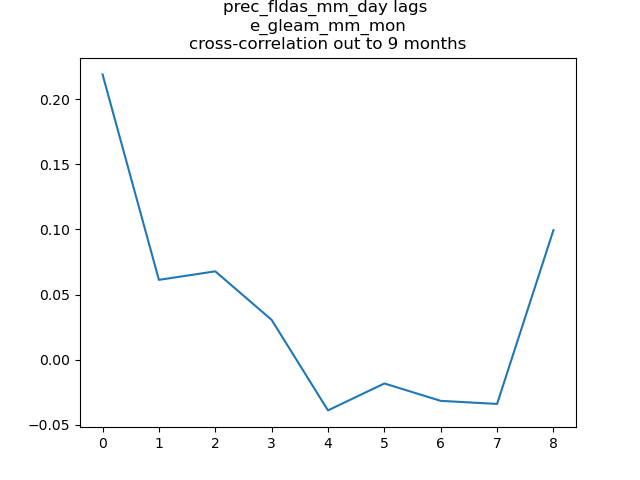 prec_fldas_mm_day lags
e_gleam_mm_mon
cross-correlation out to 9 months
0.20
0.15
0.10
0.05
0.00
−0.05
0 1 2 3 4 5 6 7 8